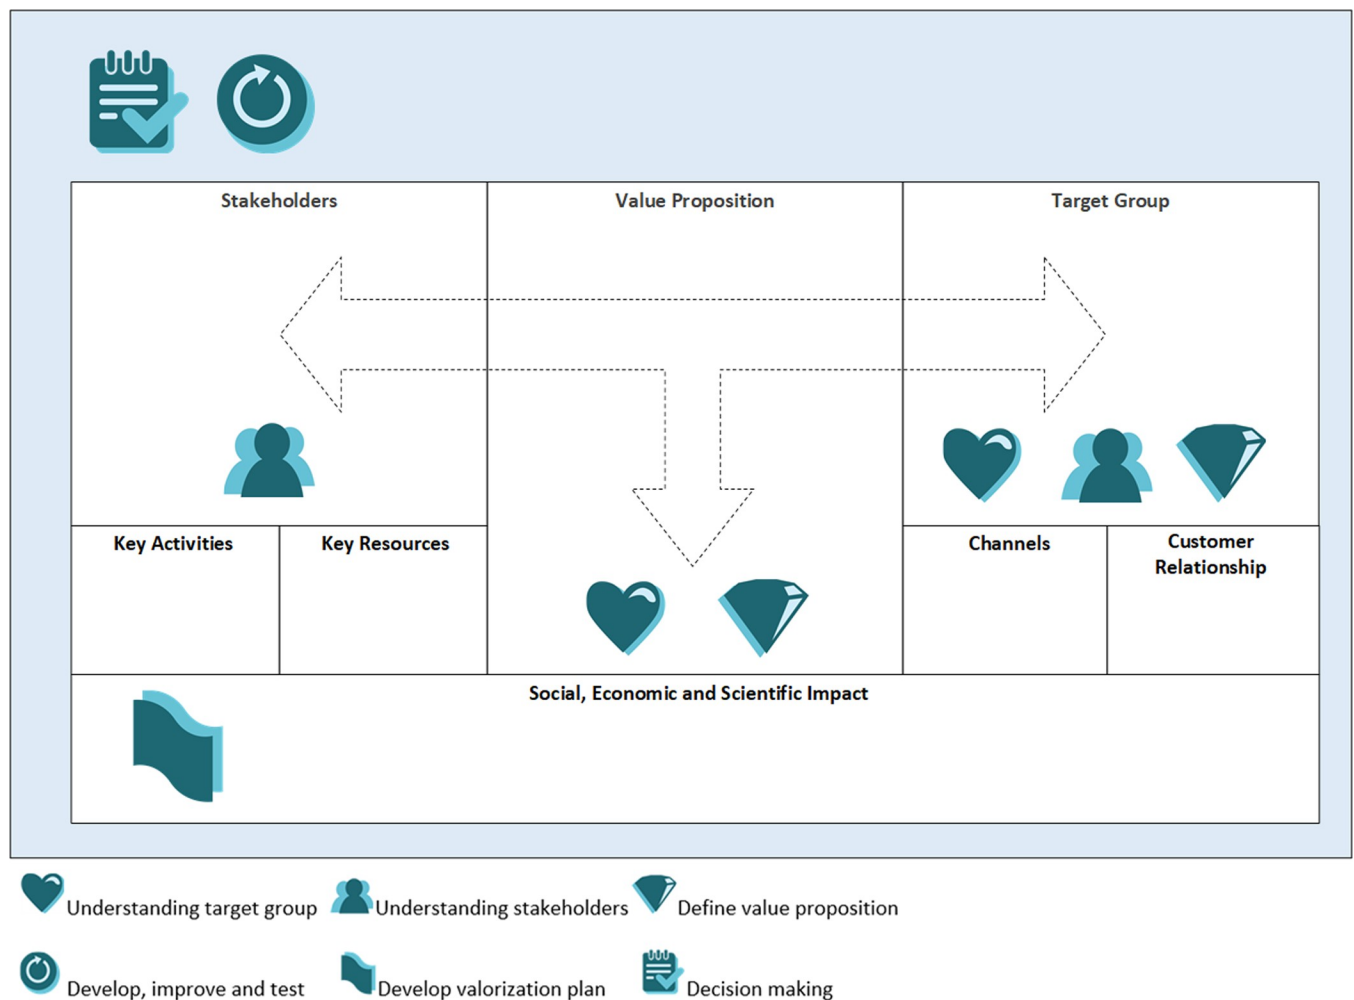 Stakeholders
Value Proposition
Target Group
Key Activities
Key Resources
Channels
Customer
Relationship
Social, Economic and Scientific Impact
Understanding target group
Understanding stakeholders
Define value proposition
Develop, improve and test
Develop valorization plan
Decision making